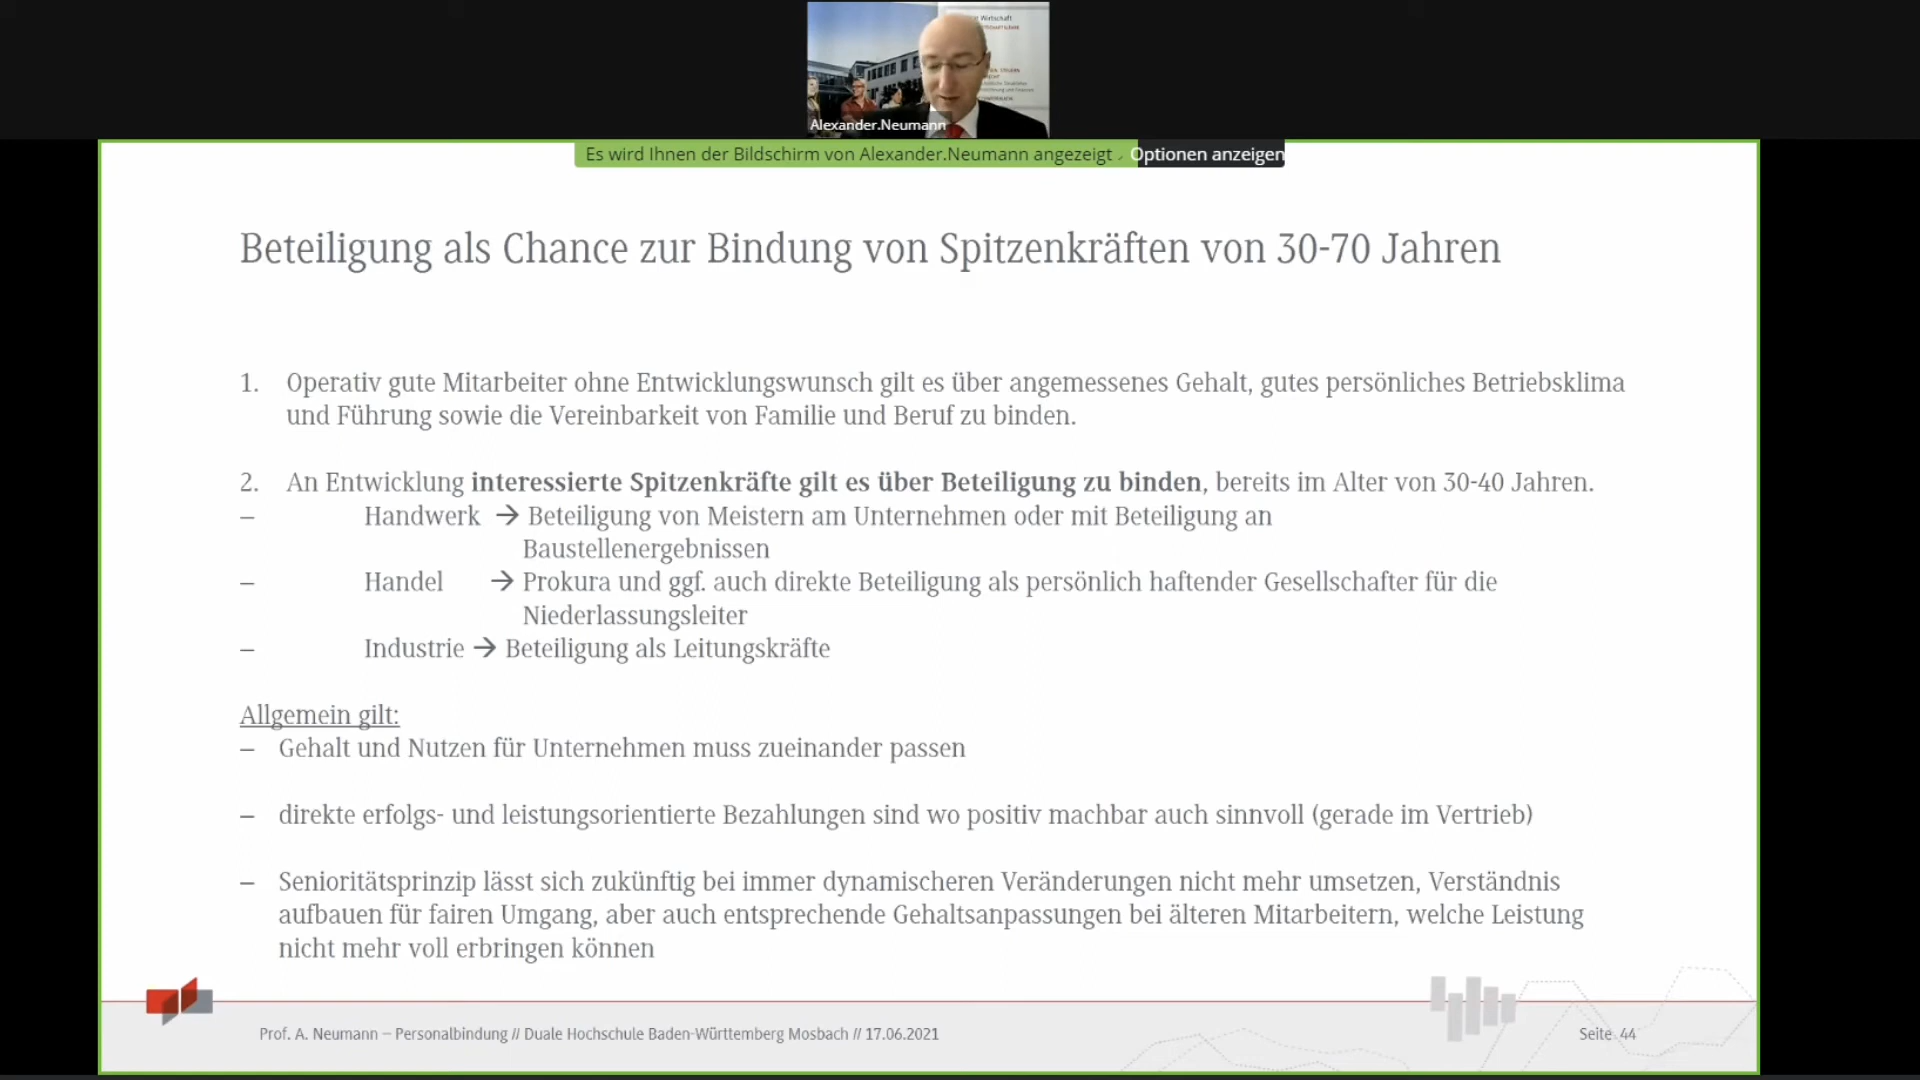 Wirtschaft
Alexander.Neumann
Es wird Ihnen der Bildschirm von Alexander.Neumann angezeigt
Optionen anzeigen
Beteiligung als Chance zur Bindung von Spitzenkräften von 30-70 Jahren
1. Operativ gute Mitarbeiter ohne Entwicklungswunsch gilt es über angemessenes Gehalt, gutes persönliches Betriebsklima
und Führung sowie die Vereinbarkeit von Familie und Beruf zu binden.
2. An Entwicklung interessierte Spitzenkräfte gilt es über Beteiligung zu binden, bereits im Alter von 30-40 Jahren.
– Handwerk → Beteiligung von Meistern am Unternehmen oder mit Beteiligung an
Baustellenergebnissen
– Handel → Prokura und ggf. auch direkte Beteiligung als persönlich haftender Gesellschafter für die
Niederlassungsleiter
– Industrie → Beteiligung als Leitungskräfte
Allgemein gilt:
– Gehalt und Nutzen für Unternehmen muss zueinander passen
– direkte erfolgs- und leistungsorientierte Bezahlungen sind wo positiv machbar auch sinnvoll (gerade im Vertrieb)
– Senioritätsprinzip lässt sich zukünftig bei immer dynamischeren Veränderungen nicht mehr umsetzen, Verständnis
aufbauen für fairen Umgang, aber auch entsprechende Gehaltsanpassungen bei älteren Mitarbeitern, welche Leistung
nicht mehr voll erbringen können
Prof. A. Neumann – Personalbindung // Duale Hochschule Baden-Württemberg Mosbach // 17.06.2021
Seite 44